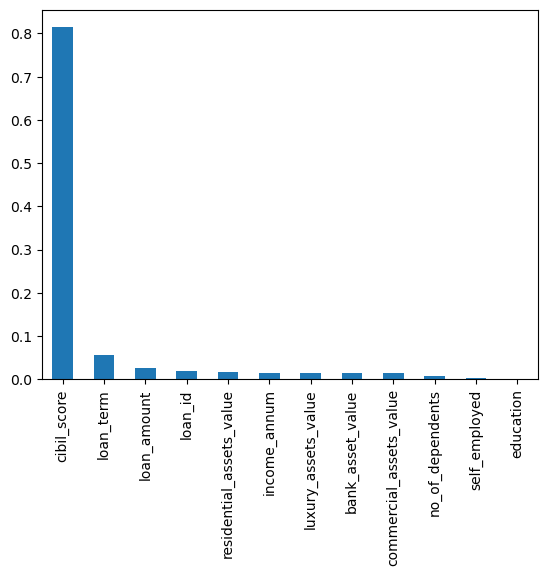 0.8
0.7
0.6
0.5
0.4
0.3
0.2
0.1
0.0
cibil_score
loan_term
loan_amount
loan_id
residential_assets_value
income_annum
luxury_assets_value
bank_asset_value
commercial_assets_value
no_of_dependents
self_employed
education